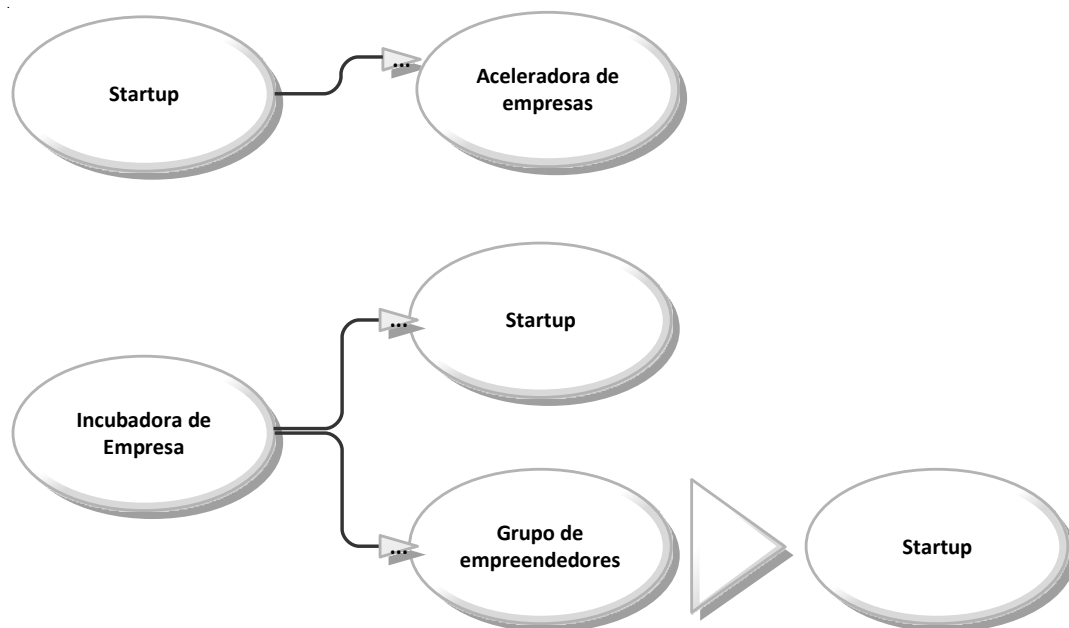 Startup
Aceleradora de
empresas
...
Startup
...
Incubadora de
Empresa
Grupo de
empreendedores
...
Startup